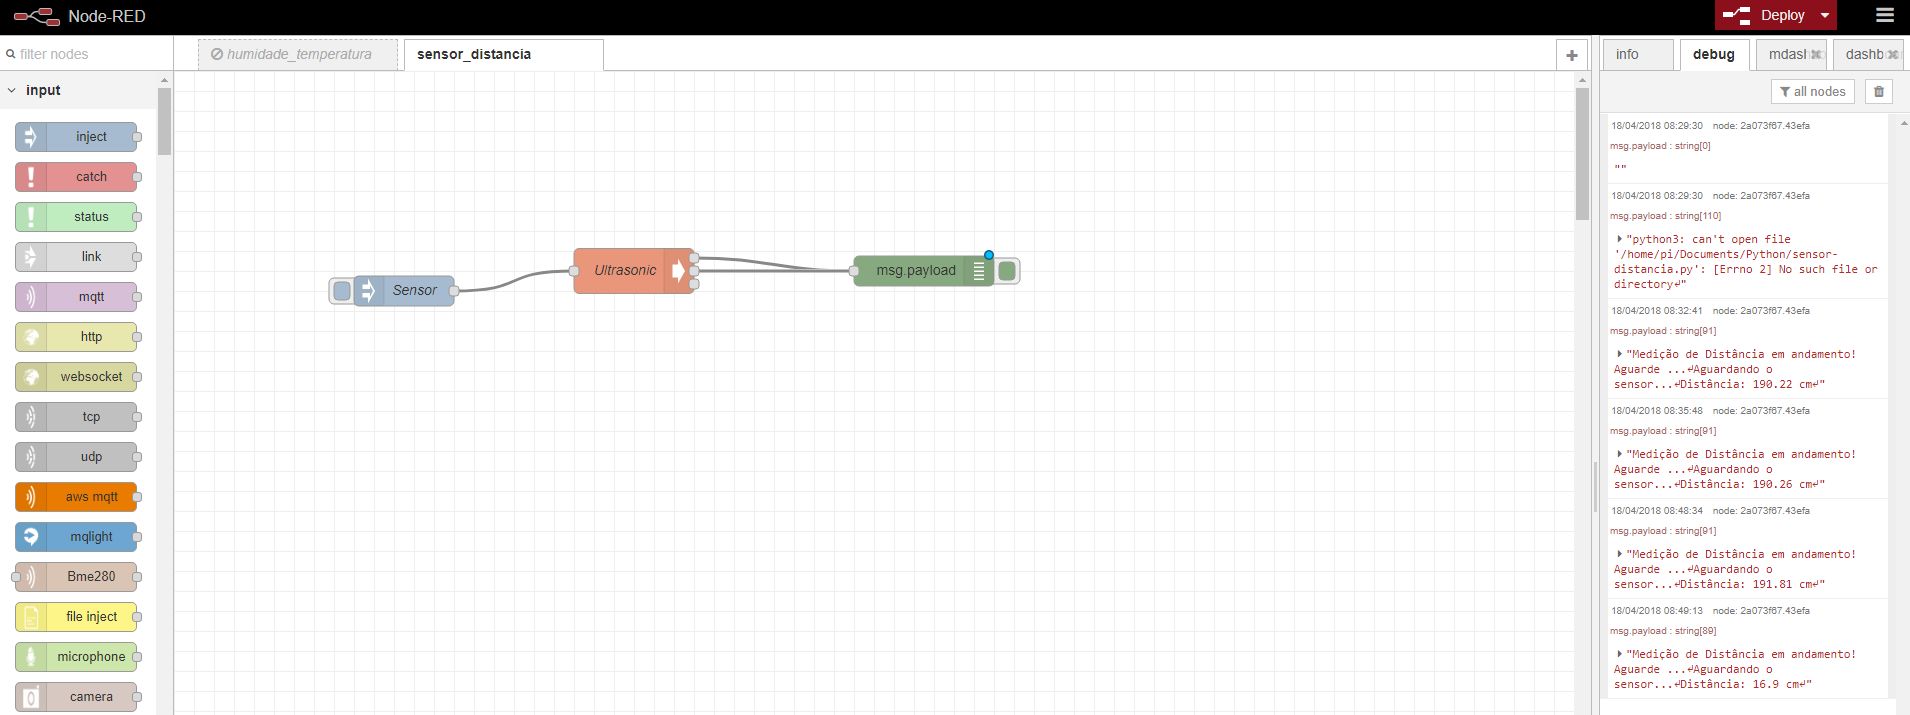 Node-RED
Deploy
filter nodes
humidade_temperatura
sensor_distancia
info
debug
mdash
dashb
all nodes
input
inject
catch
status
link
mqtt
http
websocket
tcp
udp
aws mqtt
mqlight
Bme280
file inject
microphone
camera
Sensor
Ultrasonic
msg.payload
18/04/2018 08:29:30 node: 2a073f67.43efa
msg.payload : string[0]
""
18/04/2018 08:29:30 node: 2a073f67.43efa
msg.payload : string[110]
"python3: can't open file
'/home/pi/Documents/Python/sensor-
distancia.py': [Errno 2] No such file or
directory↵"
18/04/2018 08:32:41 node: 2a073f67.43efa
msg.payload : string[91]
"Medição de Distância em andamento!
Aguarde ...↵Aguardando o
sensor...↵Distância: 190.22 cm↵"
18/04/2018 08:35:48 node: 2a073f67.43efa
msg.payload : string[91]
"Medição de Distância em andamento!
Aguarde ...↵Aguardando o
sensor...↵Distância: 190.26 cm↵"
18/04/2018 08:48:34 node: 2a073f67.43efa
msg.payload : string[91]
"Medição de Distância em andamento!
Aguarde ...↵Aguardando o
sensor...↵Distância: 191.81 cm↵"
18/04/2018 08:49:13 node: 2a073f67.43efa
msg.payload : string[89]
"Medição de Distância em andamento!
Aguarde ...↵Aguardando o
sensor...↵Distância: 16.9 cm↵"